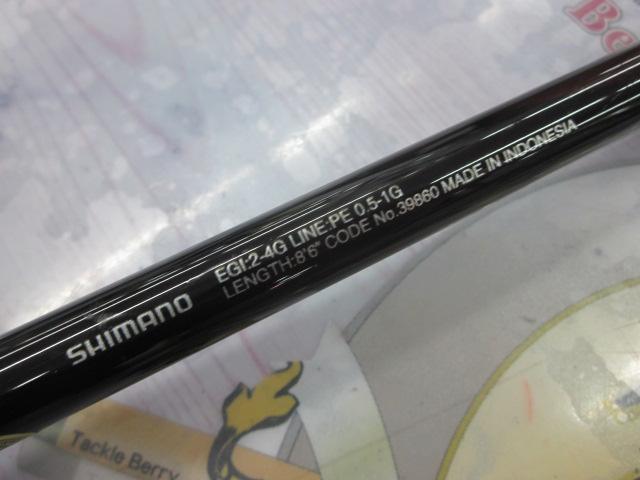 Be
SHIMANO
EGI:2-4G LINE:PE 0.5-1G
LENGTH:8'6" CODE No.39860 MADE IN INDONESIA
Tackle Berry